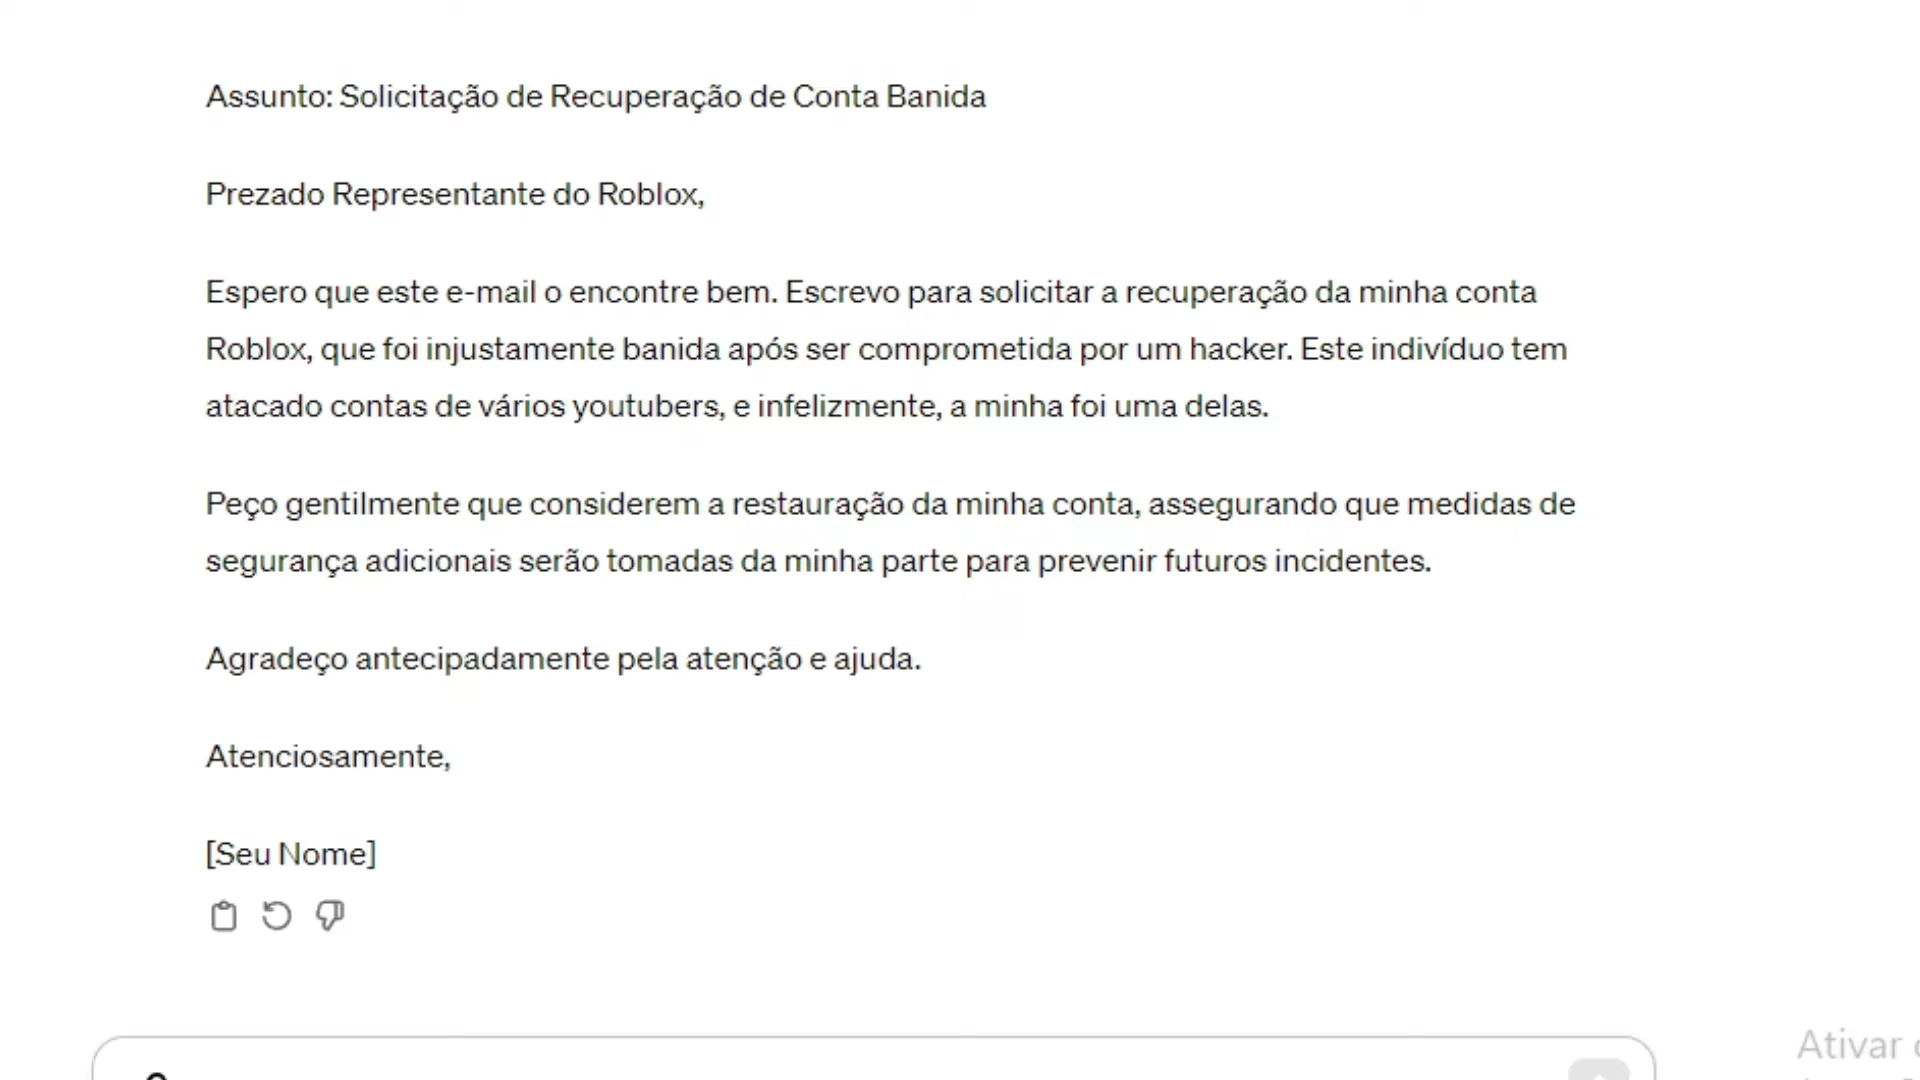 Assunto: Solicitação de Recuperação de Conta Banida
Prezado Representante do Roblox,
Espero que este e-mail o encontre bem. Escrevo para solicitar a recuperação da minha conta
Roblox, que foi injustamente banida após ser comprometida por um hacker. Este indivíduo tem
atacado contas de vários youtubers, e infelizmente, a minha foi uma delas.
Peço gentilmente que considerem a restauração da minha conta, assegurando que medidas de
segurança adicionais serão tomadas da minha parte para prevenir futuros incidentes.
Agradeço antecipadamente pela atenção e ajuda.
Atenciosamente,
[Seu Nome]
Ativar